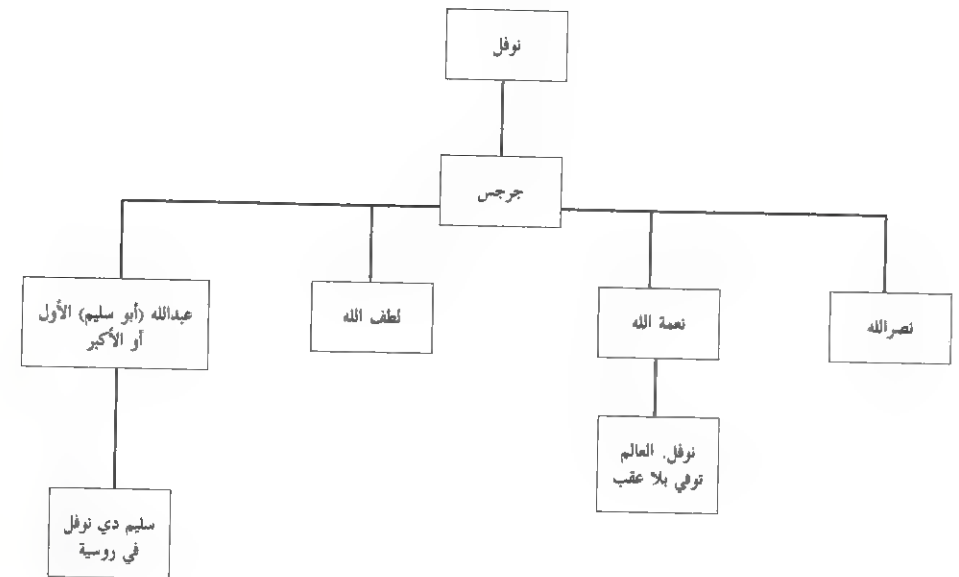 نوفل
جرجس
نصرالله
نعمة الله
لطف الله
عبدالله (أبو سليم) الأول
أو الأكبر
نوفل. العالم
توفي بلا عقب
سليم دي نوفل
في روسية